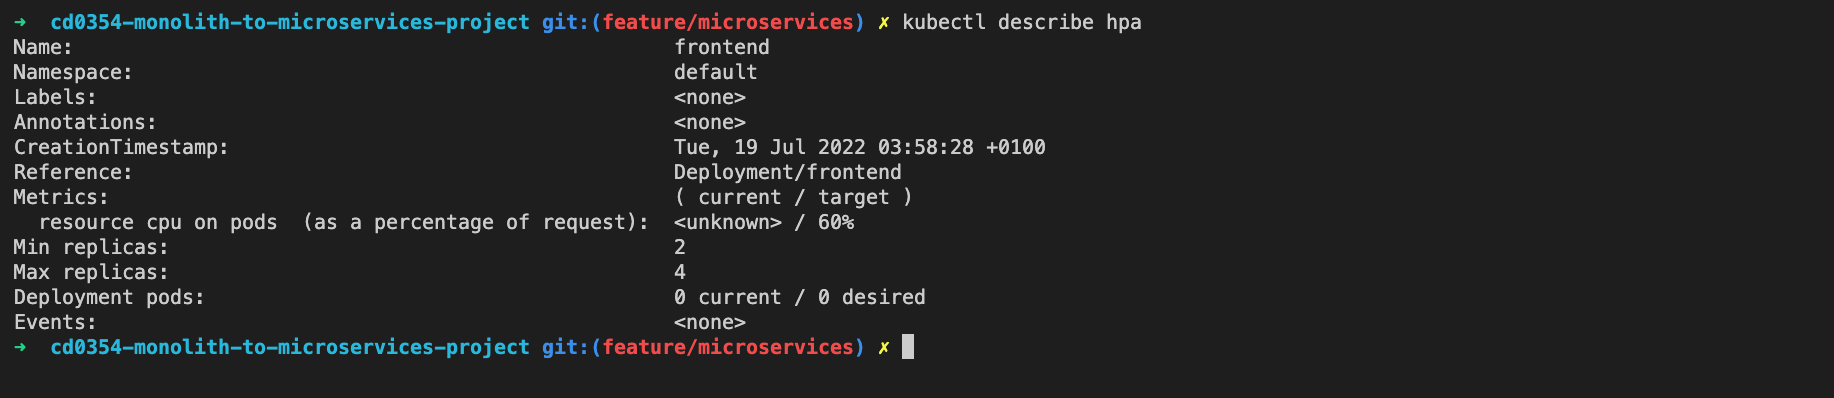 ➜  cd0354-monolith-to-microservices-project git:(feature/microservices) ✗ kubectl describe hpa
Name:                                                  frontend
Namespace:                                             default
Labels:                                                <none>
Annotations:                                           <none>
CreationTimestamp:                                     Tue, 19 Jul 2022 03:58:28 +0100
Reference:                                             Deployment/frontend
Metrics:                                               ( current / target )
  resource cpu on pods  (as a percentage of request):  <unknown> / 60%
Min replicas:                                          2
Max replicas:                                          4
Deployment pods:                                       0 current / 0 desired
Events:                                                <none>
➜  cd0354-monolith-to-microservices-project git:(feature/microservices) ✗